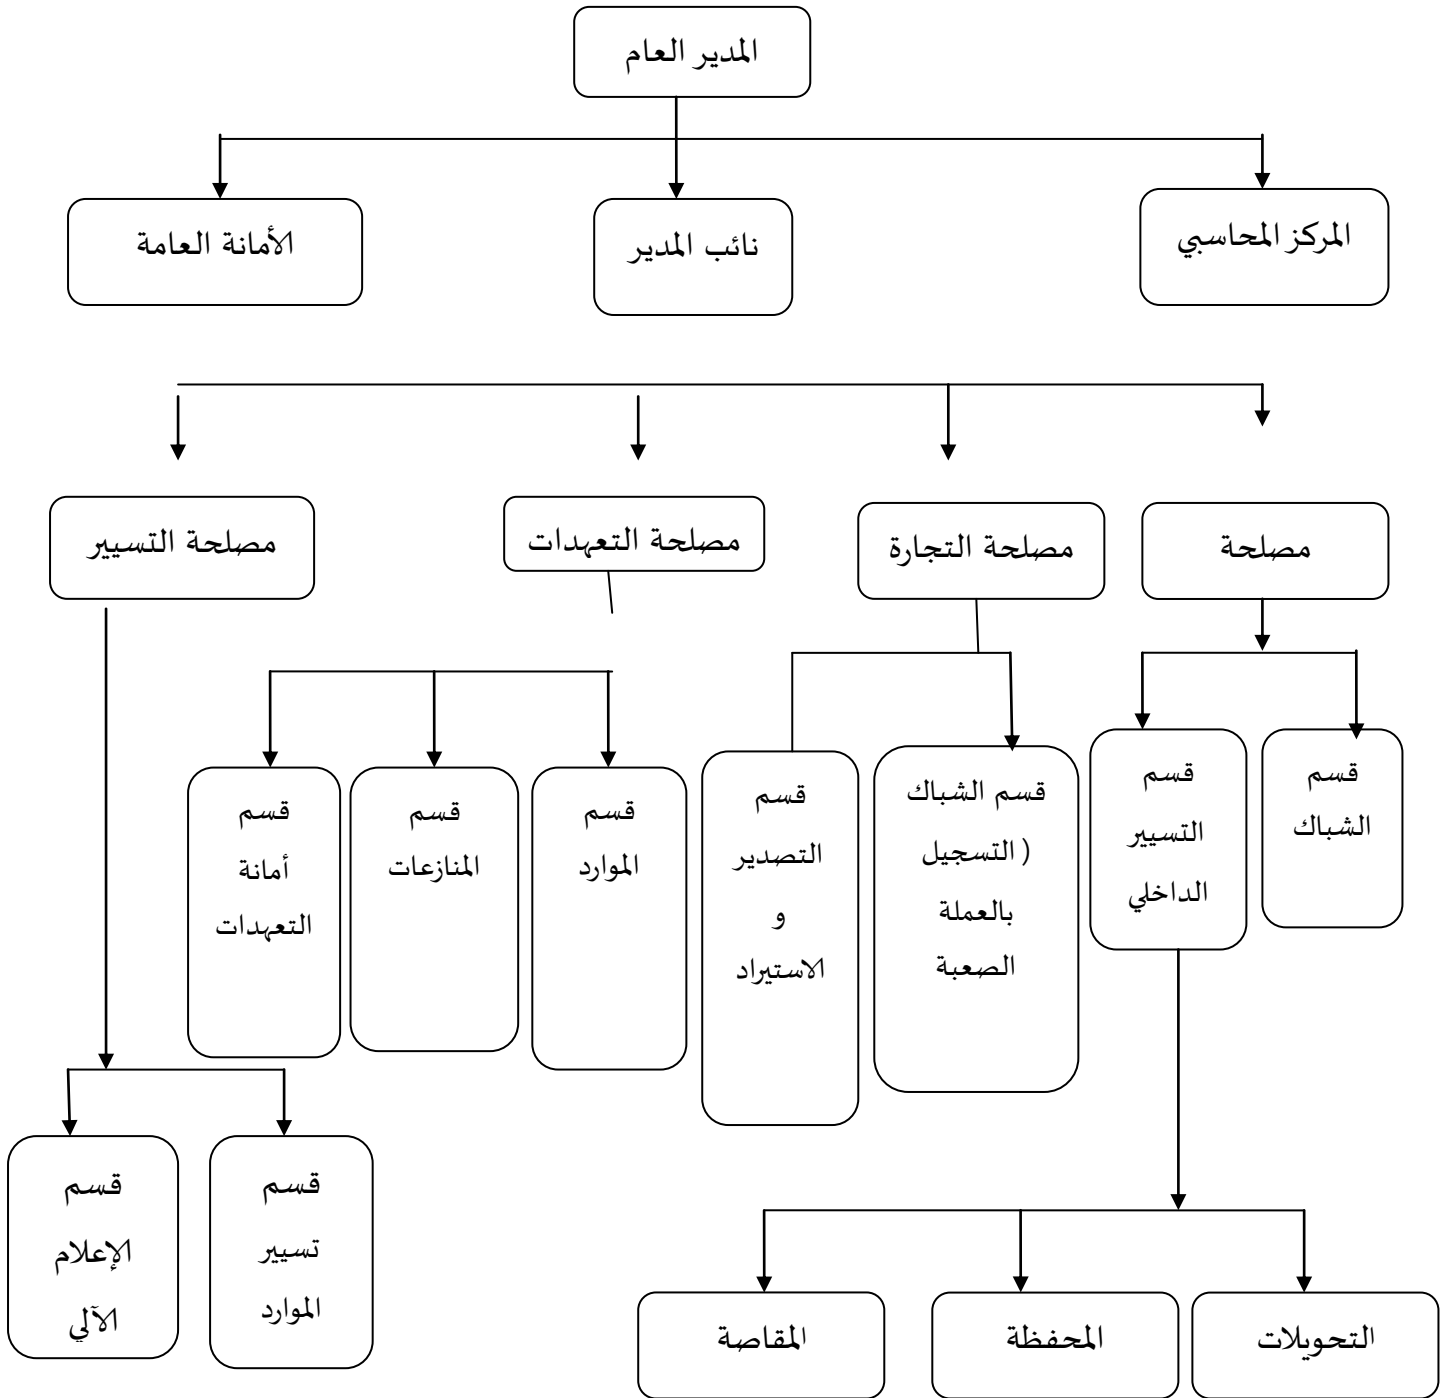 المدير العام
المركز المحاسبي
نائب المدير
الأمانة العامة
مصلحة
مصلحة التجارة
مصلحة التعهدات
مصلحة التسيير
قسم
الشباك
قسم
التسيير
الداخلي
قسم الشباك
( التسجيل
بالعملة
الصعبة
قسم
التصدير
و
الاستيراد
قسم
الموارد
قسم
المنازعات
قسم
أمانة
التعهدات
قسم
تسيير
الموارد
قسم
الإعلام
الآلي
التحويلات
المحفظة
المقاصة